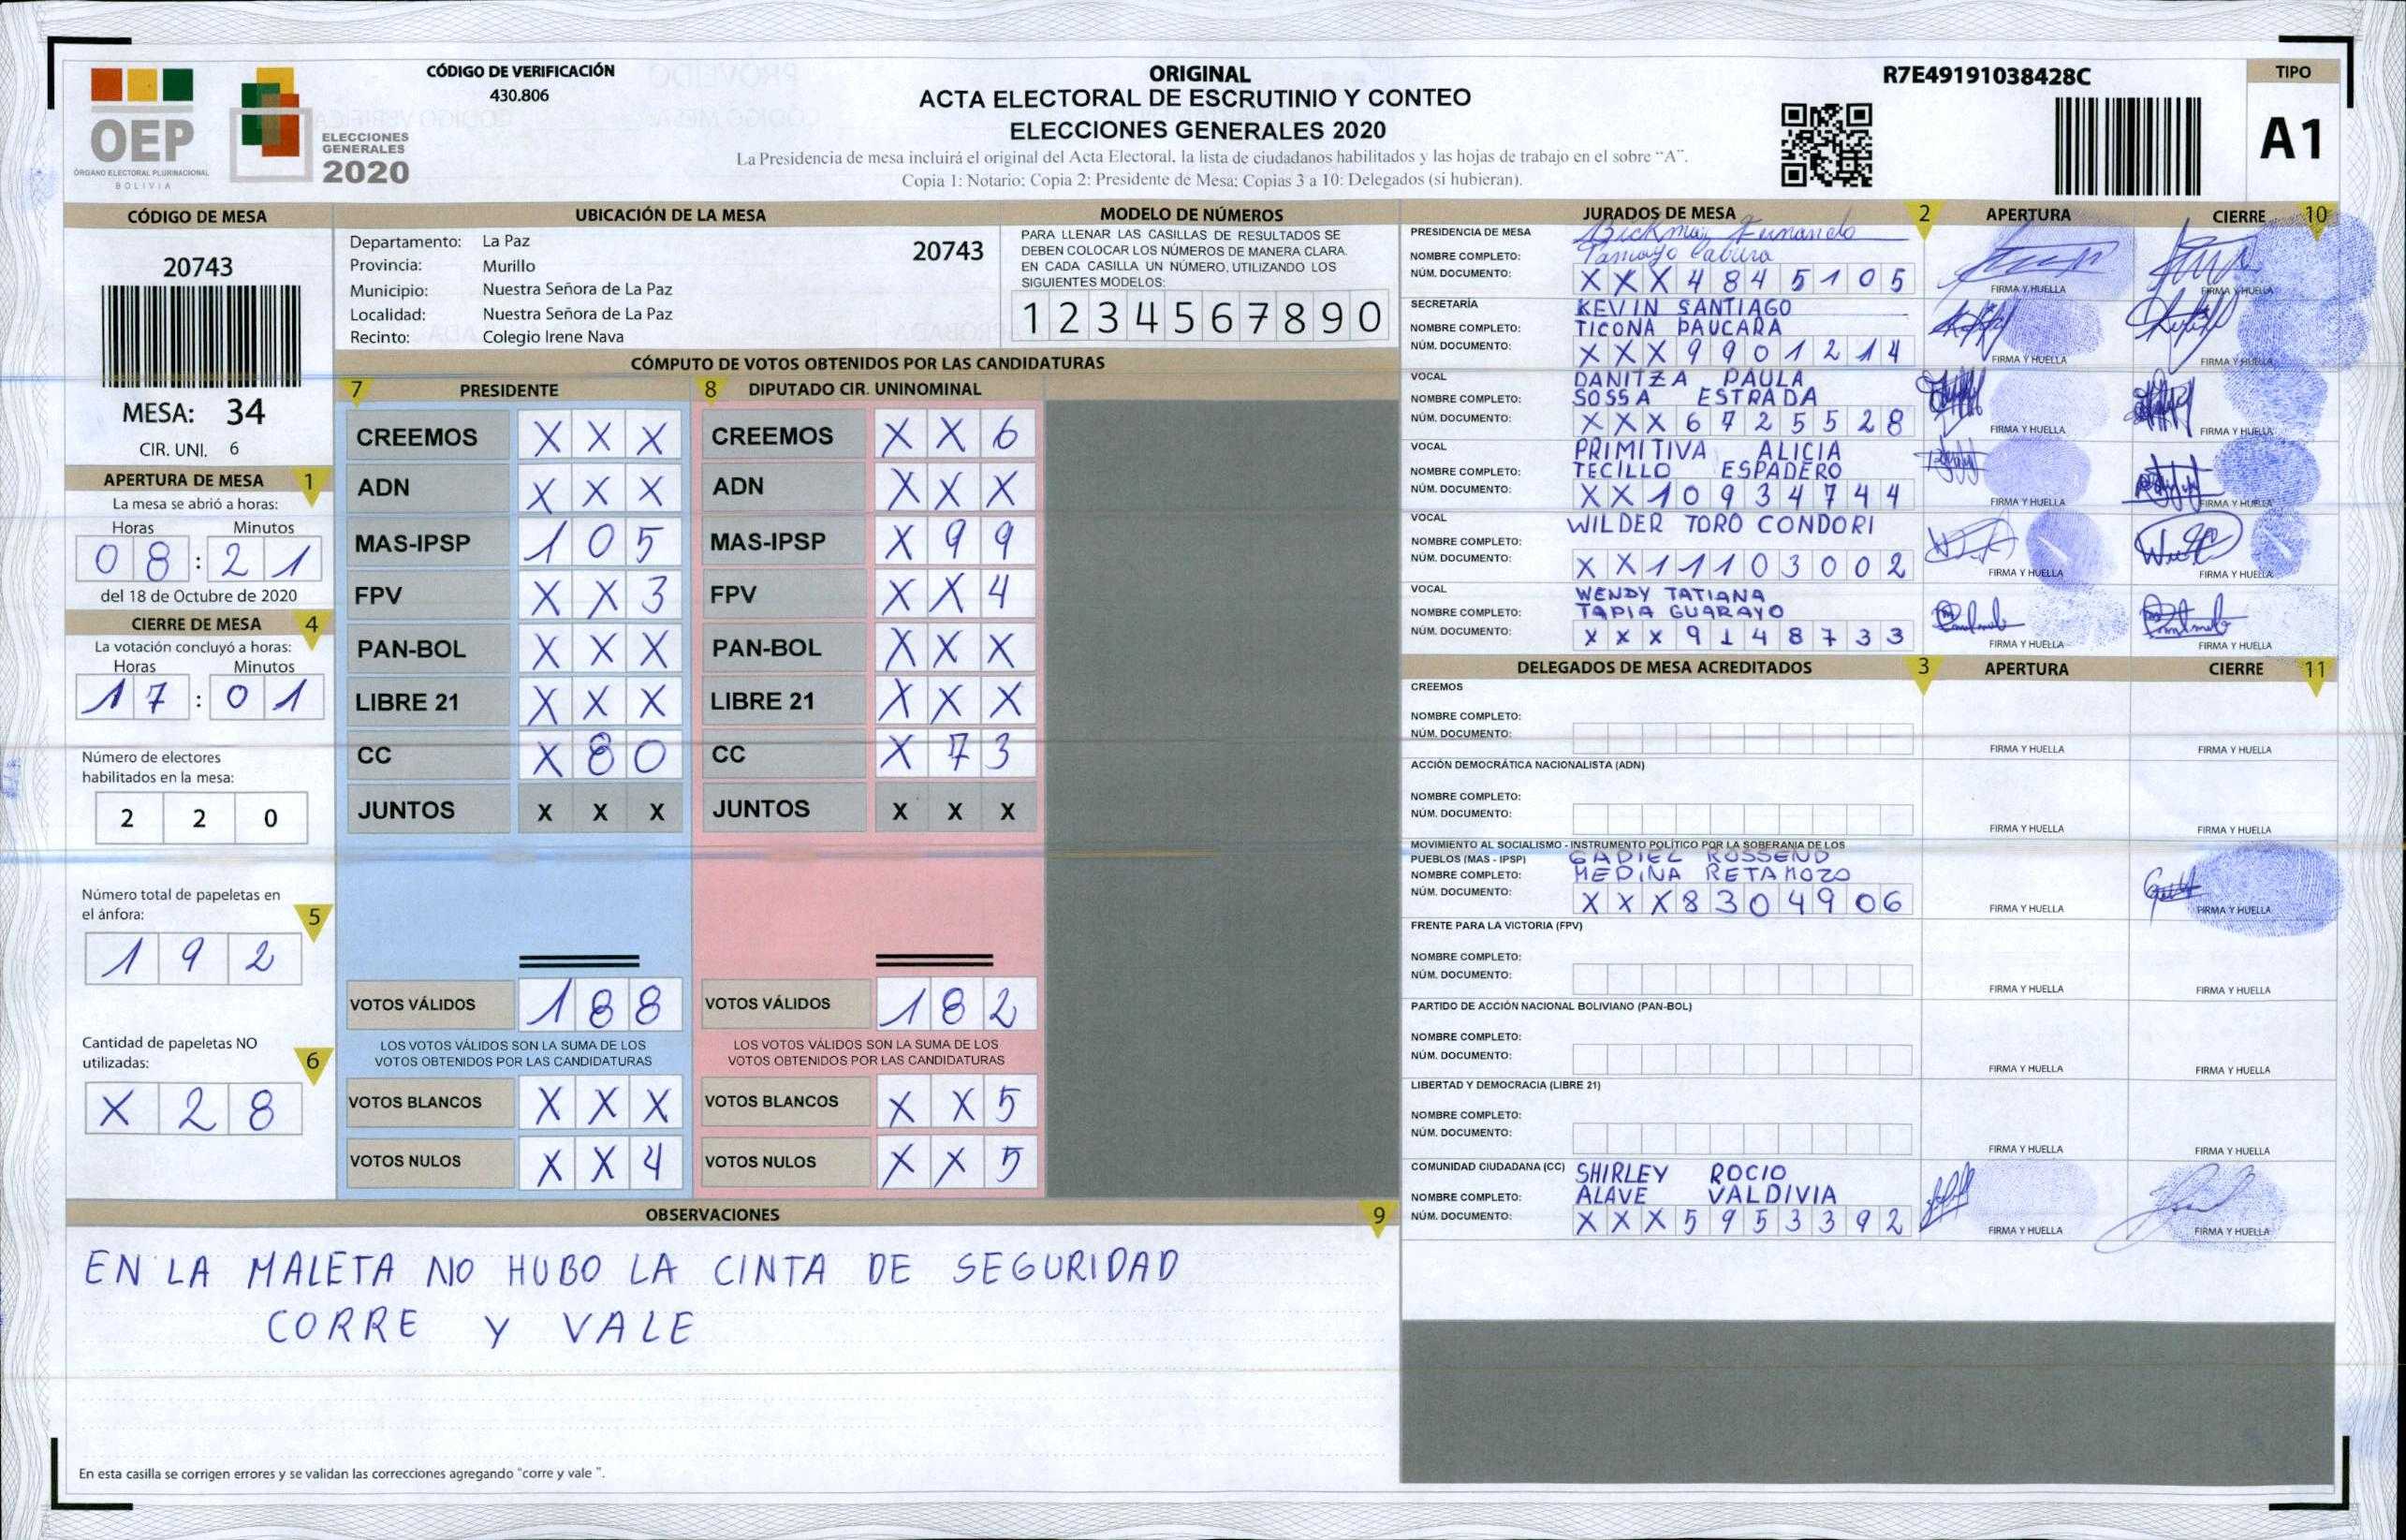 OEP
ÓRGANO ELECTORAL PLURINACIONAL
BOLIVIA
ELECCIONES
GENERALES
2020
CÓDIGO DE VERIFICACIÓN
430.806
ORIGINAL
ACTA ELECTORAL DE ESCRUTINIO Y CONTEO
ELECCIONES GENERALES 2020
La Presidencia de mesa incluirá el original del Acta Electoral, la lista de ciudadanos habilitados y las hojas de trabajo en el sobre "A".
Copia 1: Notario; Copia 2: Presidente de Mesa; Copias 3 a 10: Delegados (si hubieran).
R7E49191038428C
TIPO
A1
CÓDIGO DE MESA
20743
MESA: 34
CIR. UNI. 6
APERTURA DE MESA 1
La mesa se abrió a horas:
Horas Minutos
08:21
del 18 de Octubre de 2020
CIERRE DE MESA 4
La votación concluyó a horas:
Horas Minutos
17:01
Número de electores
habilitados en la mesa:
2 2 0
Número total de papeletas en
el ánfora: 5
1 9 2
Cantidad de papeletas NO
utilizadas: 6
X 2 8
UBICACIÓN DE LA MESA
Departamento: La Paz 20743
Provincia: Murillo
Municipio: Nuestra Señora de La Paz
Localidad: Nuestra Señora de La Paz
Recinto: Colegio Irene Nava
MODELO DE NÚMEROS
PARA LLENAR LAS CASILLAS DE RESULTADOS SE
DEBEN COLOCAR LOS NÚMEROS DE MANERA CLARA.
EN CADA CASILLA UN NÚMERO, UTILIZANDO LOS
SIGUIENTES MODELOS:
1 2 3 4 5 6 7 8 9 0
CÓMPUTO DE VOTOS OBTENIDOS POR LAS CANDIDATURAS
7 PRESIDENTE 8 DIPUTADO CIR. UNINOMINAL
CREEMOS X X X CREEMOS X X 6
ADN X X X ADN X X X
MAS-IPSP 1 0 5 MAS-IPSP X 9 9
FPV X X 3 FPV X X 4
PAN-BOL X X X PAN-BOL X X X
LIBRE 21 X X X LIBRE 21 X X X
CC X 8 0 CC X 7 3
JUNTOS X X X JUNTOS X X X
VOTOS VÁLIDOS 1 8 8 VOTOS VÁLIDOS 1 8 2
LOS VOTOS VÁLIDOS SON LA SUMA DE LOS LOS VOTOS VÁLIDOS SON LA SUMA DE LOS
VOTOS OBTENIDOS POR LAS CANDIDATURAS VOTOS OBTENIDOS POR LAS CANDIDATURAS
VOTOS BLANCOS X X X VOTOS BLANCOS X X 5
VOTOS NULOS X X 4 VOTOS NULOS X X 5
OBSERVACIONES 9
EN LA MALETA NO HUBO LA CINTA DE SEGURIDAD
CORRE Y VALE
En esta casilla se corrigen errores y se validan las correcciones agregando "corre y vale ".
JURADOS DE MESA 2 APERTURA CIERRE 10
PRESIDENCIA DE MESA Fernando
NOMBRE COMPLETO: Tamayo
NÚM. DOCUMENTO: X X X 4 8 4 5 1 0 5
FIRMA Y HUELLA FIRMA Y HUELLA
SECRETARÍA KEVIN SANTIAGO
NOMBRE COMPLETO: TICONA PAUCARA
NÚM. DOCUMENTO: X X X 9 9 0 1 2 1 4
FIRMA Y HUELLA FIRMA Y HUELLA
VOCAL DANITZA PAULA
NOMBRE COMPLETO: SOSSA ESTRADA
NÚM. DOCUMENTO: X X X 6 7 2 5 5 2 8
FIRMA Y HUELLA FIRMA Y HUELLA
VOCAL PRIMITIVA ALICIA
NOMBRE COMPLETO: TECILLO ESPADERO
NÚM. DOCUMENTO: X X 1 0 9 3 4 7 4 4
FIRMA Y HUELLA FIRMA Y HUELLA
VOCAL WILDER TORO CONDORI
NOMBRE COMPLETO:
NÚM. DOCUMENTO: X X 1 1 1 0 3 0 0 2
FIRMA Y HUELLA FIRMA Y HUELLA
VOCAL WENDY TATIANA
NOMBRE COMPLETO: TAPIA GUARAYO
NÚM. DOCUMENTO: X X X 9 1 4 8 7 3 3
FIRMA Y HUELLA FIRMA Y HUELLA
DELEGADOS DE MESA ACREDITADOS 3 APERTURA CIERRE 11
CREEMOS
NOMBRE COMPLETO:
NÚM. DOCUMENTO:
FIRMA Y HUELLA FIRMA Y HUELLA
ACCIÓN DEMOCRÁTICA NACIONALISTA (ADN)
NOMBRE COMPLETO:
NÚM. DOCUMENTO:
FIRMA Y HUELLA FIRMA Y HUELLA
MOVIMIENTO AL SOCIALISMO - INSTRUMENTO POLÍTICO POR LA SOBERANIA DE LOS
PUEBLOS (MAS - IPSP) GADIEL ROSSEND
NOMBRE COMPLETO: MEDINA RETAMOZO
NÚM. DOCUMENTO: X X X 8 3 0 4 9 0 6
FIRMA Y HUELLA FIRMA Y HUELLA
FRENTE PARA LA VICTORIA (FPV)
NOMBRE COMPLETO:
NÚM. DOCUMENTO:
FIRMA Y HUELLA FIRMA Y HUELLA
PARTIDO DE ACCIÓN NACIONAL BOLIVIANO (PAN-BOL)
NOMBRE COMPLETO:
NÚM. DOCUMENTO:
FIRMA Y HUELLA FIRMA Y HUELLA
LIBERTAD Y DEMOCRACIA (LIBRE 21)
NOMBRE COMPLETO:
NÚM. DOCUMENTO:
FIRMA Y HUELLA FIRMA Y HUELLA
COMUNIDAD CIUDADANA (CC) SHIRLEY ROCIO
NOMBRE COMPLETO: ALAVE VALDIVIA
NÚM. DOCUMENTO: X X X 5 9 5 3 3 9 2
FIRMA Y HUELLA FIRMA Y HUELLA